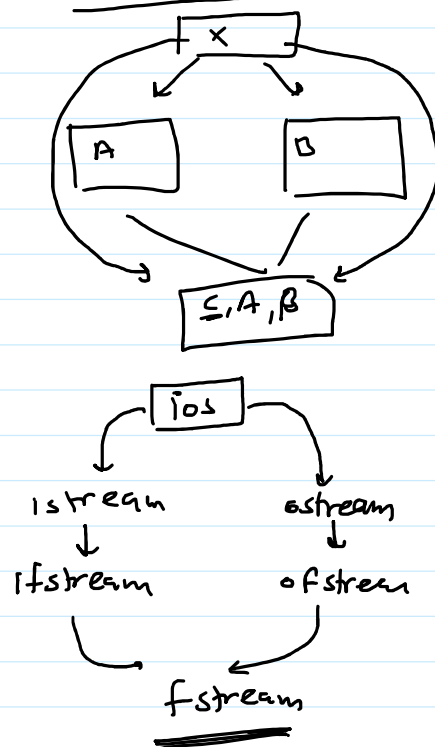 X
A B
C, A, B
ios
istream ostream
ifstream ofstream
fstream